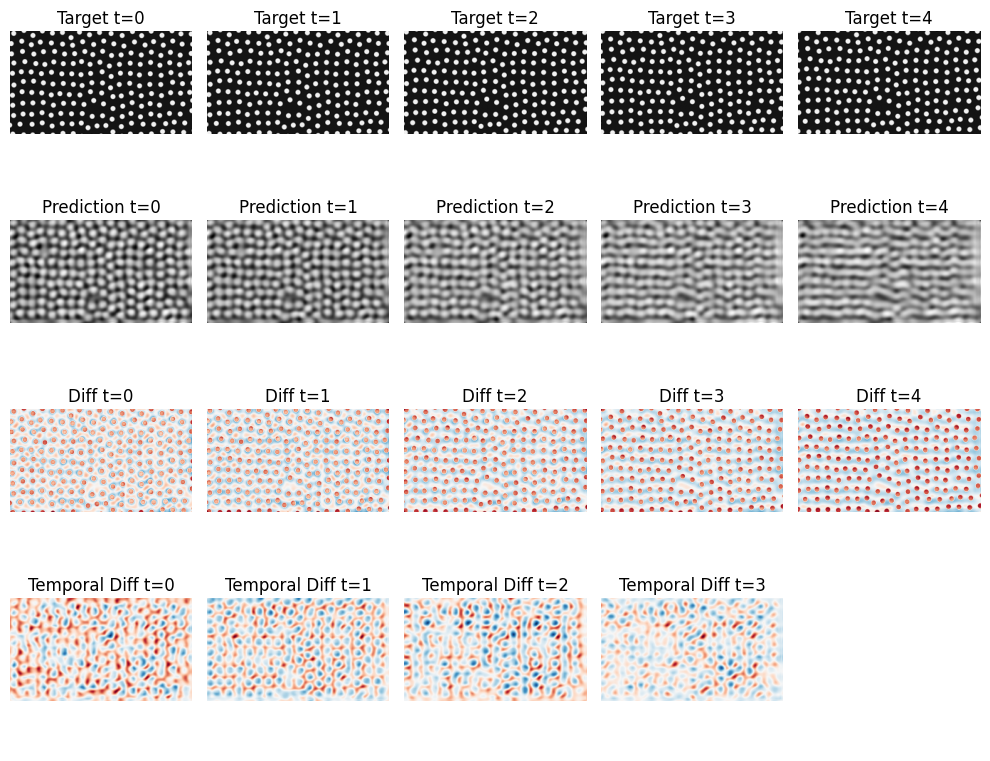 Target t=0 Target t=1 Target t=2 Target t=3 Target t=4
Prediction t=0 Prediction t=1 Prediction t=2 Prediction t=3 Prediction t=4
Diff t=0 Diff t=1 Diff t=2 Diff t=3 Diff t=4
Temporal Diff t=0 Temporal Diff t=1 Temporal Diff t=2 Temporal Diff t=3